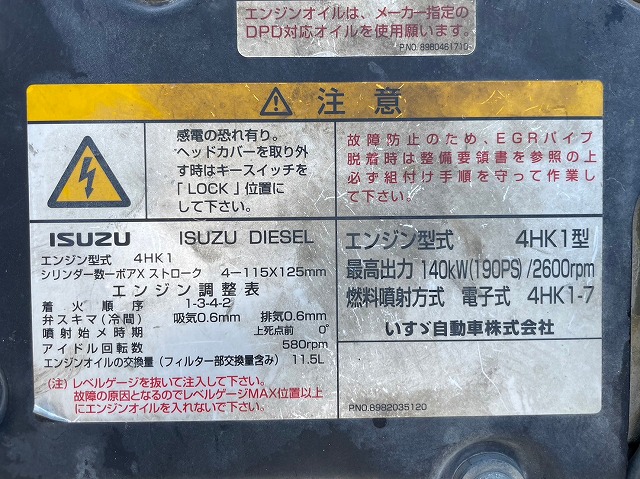 エンジンオイルは、メーカー指定の
DPD対応オイルを使用願います。
P.NO. 8980461710
注意
感電の恐れ有り。
ヘッドカバーを取り外
す時はキースイッチを
「LOCK」位置に
して下さい。
故障防止のため、EGRパイプ
脱着時は整備要領書を参照の上
必ず組付け手順を守って作業し
て下さい。
ISUZU ISUZU DIESEL
エンジン型式 4HK1
シリンダー数ーボアX ストローク 4ー115X125mm
エンジン調整表
着火順序 1-3-4-2
弁スキマ(冷間) 吸気0.6mm 排気0.6mm
噴射始メ時期 上死点前 0°
アイドル回転数 580rpm
エンジンオイルの交換量(フィルター部交換量含み) 11.5L
(注)レベルゲージを抜いて注入して下さい。
故障の原因となるのでレベルゲージMAX位置以上
にエンジンオイルを入れないで下さい。
エンジン型式 4HK1型
最高出力 140kW(190PS)/2600rpm
燃料噴射方式 電子式 4HK1-7
いすゞ自動車株式会社
PNO.8982035120